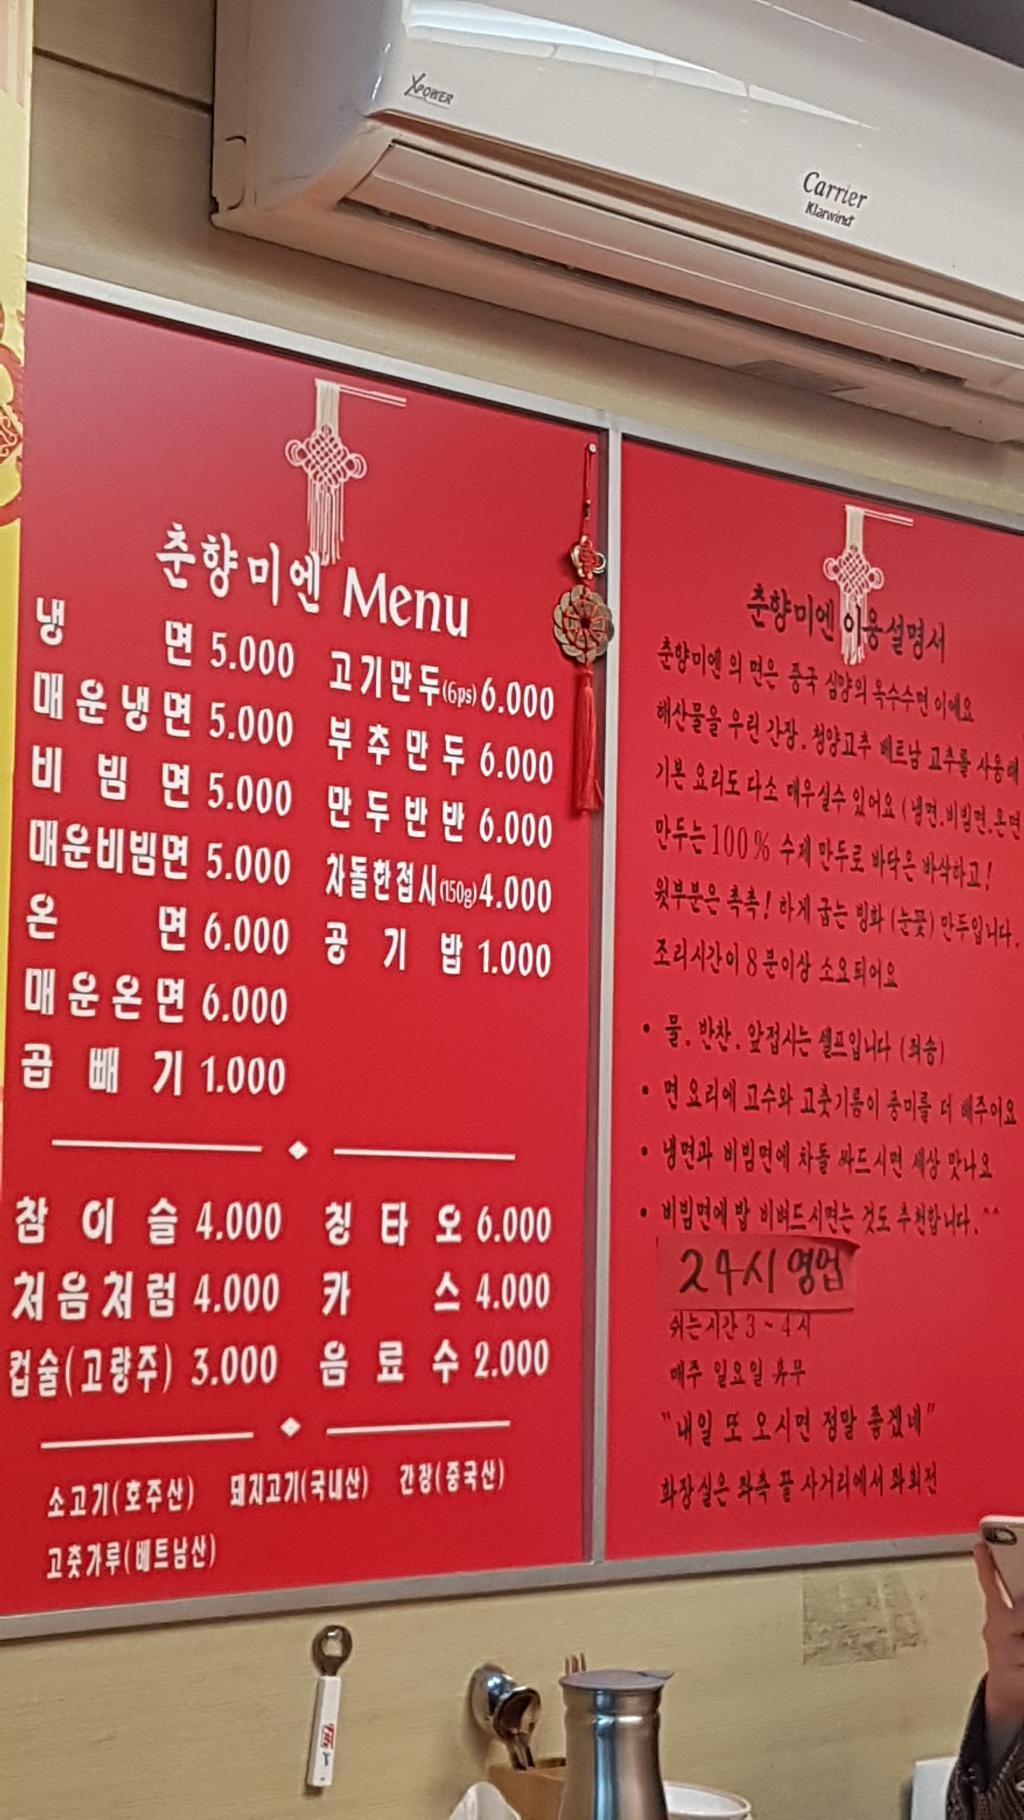 XPOWER
Carrier
Klarwind
춘향미엔 Menu
냉 면 5.000
매운냉면 5.000
비 빔 면 5.000
매운비빔면 5.000
온 면 6.000
매운온면 6.000
곱 빼 기 1.000
고기만두(6ps) 6.000
부추만두 6.000
만두반반 6.000
차돌한접시(150g) 4.000
공 기 밥 1.000
참 이 슬 4.000
처음처럼 4.000
컵술(고량주) 3.000
칭 타 오 6.000
카 스 4.000
음 료 수 2.000
소고기(호주산) 돼지고기(국내산) 간장(중국산)
고춧가루(베트남산)
춘향미엔 이용설명서
춘향미엔 의 면은 중국 심양의 옥수수면 이에요
해산물을 우린 간장, 청양고추 베트남 고추를 사용해
기본 요리도 다소 매우실수 있어요 (냉면.비빔면.온면
만두는 100% 수제 만두로 바닥은 바삭하고!
윗부분은 촉촉! 하게 굽는 빙화 (눈꽃) 만두입니다.
조리시간이 8분이상 소요되어요
• 물, 반찬, 앞접시는 셀프입니다 (죄송)
• 면 요리에 고수와 고춧기름이 풍미를 더 해주어요
• 냉면과 비빔면에 차돌 싸드시면 세상 맛나요
• 비빔면에 밥 비벼드시면는 것도 추천합니다.^^
24시 영업
쉬는시간 3~4시
매주 일요일 휴무
"내일 또 오시면 정말 좋겠네"
화장실은 좌측 끝 사거리에서 좌회전